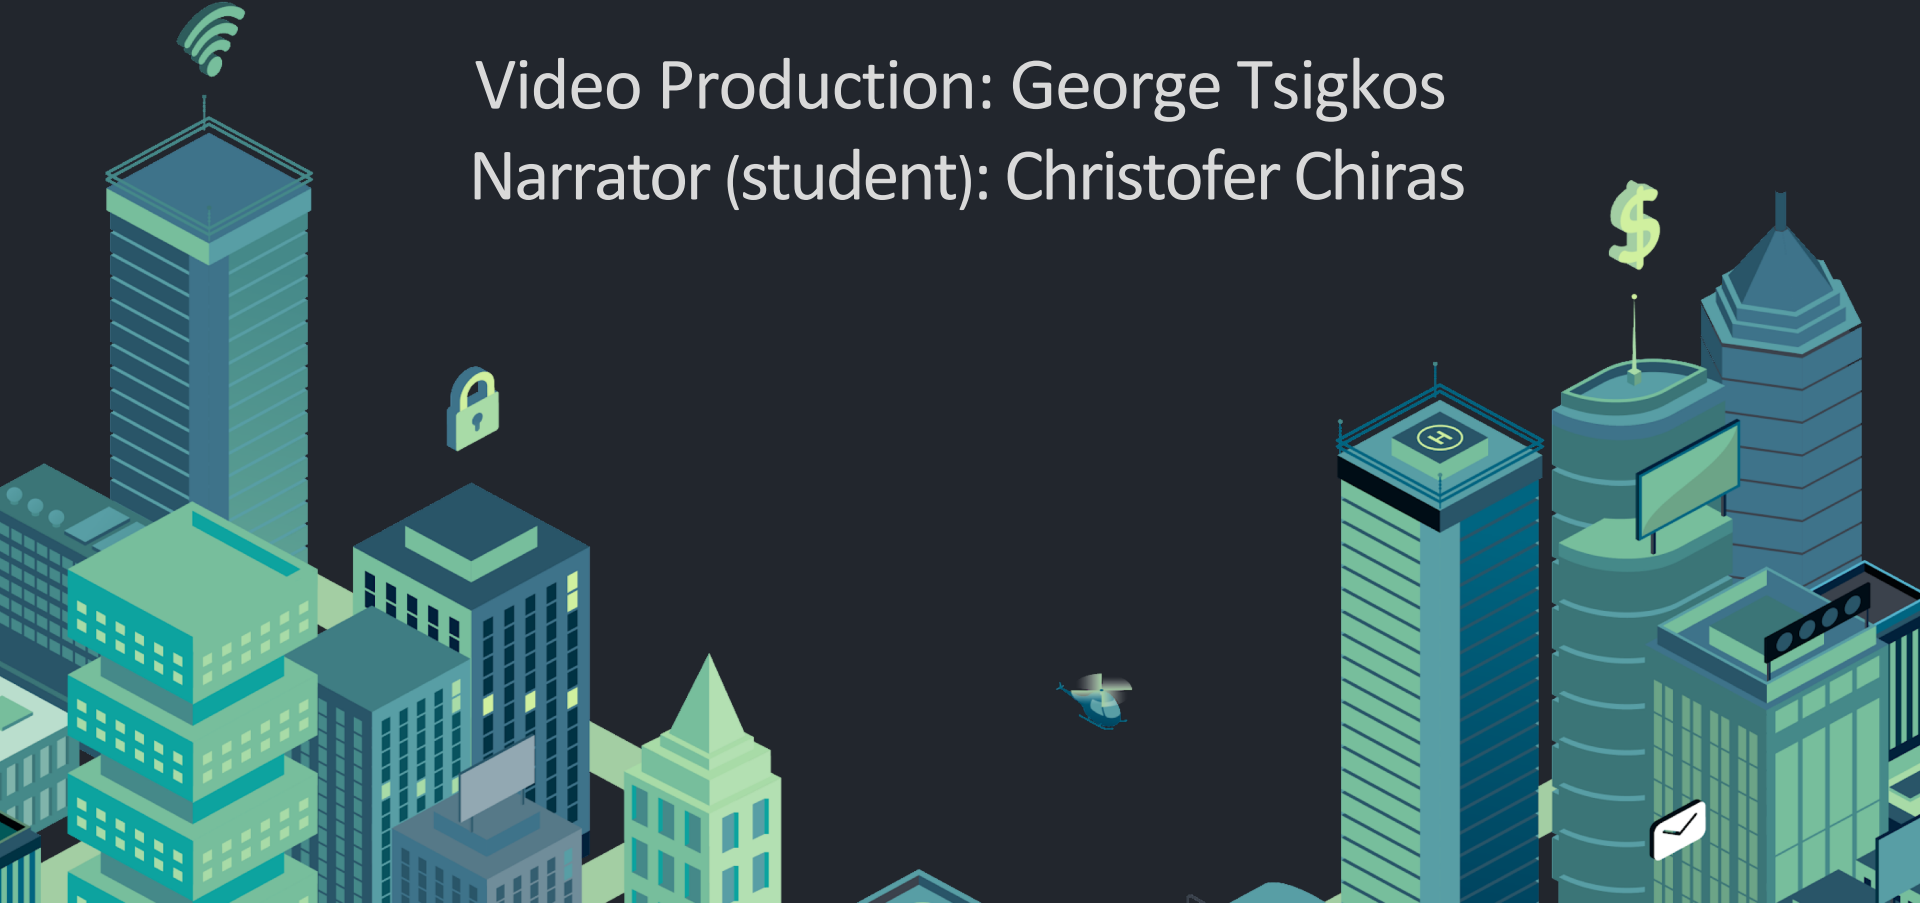 Video Production: George Tsigkos
Narrator (student): Christofer Chiras
$
H